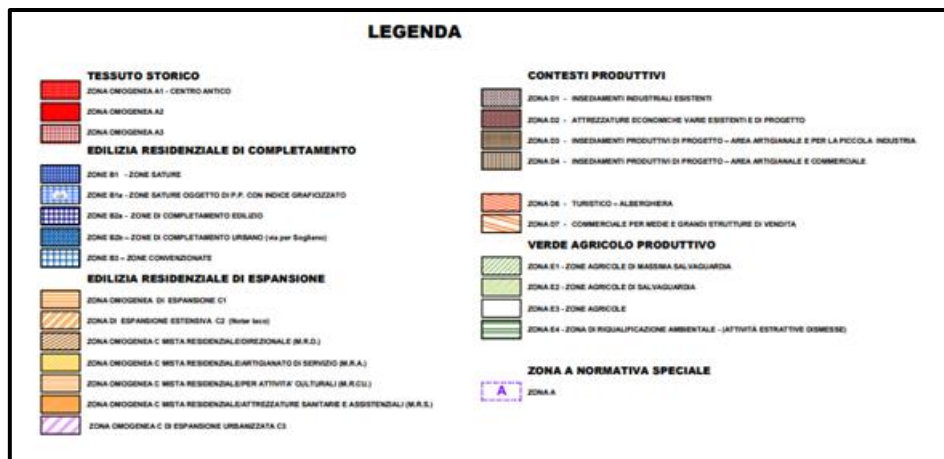 LEGENDA
TESSUTO STORICO
ZONA OMOGENEA A1 - CENTRO ANTICO
ZONA OMOGENEA A2
ZONA OMOGENEA A3
EDILIZIA RESIDENZIALE DI COMPLETAMENTO
ZONE B1 - ZONE SATURE
ZONE B1a - ZONE SATURE OGGETTO DI P.P. CON INDICE GRAFICIZZATO
ZONE B2a - ZONE DI COMPLETAMENTO EDILIZIO
ZONE B2b - ZONE DI COMPLETAMENTO URBANO (via per Sogliano)
ZONE B3 - ZONE CONVENZIONATE
EDILIZIA RESIDENZIALE DI ESPANSIONE
ZONA OMOGENEA DI ESPANSIONE C1
ZONA DI ESPANSIONE ESTENSIVA C2 (Notar Iaco)
ZONA OMOGENEA C MISTA RESIDENZIALE/DIREZIONALE (M.R.D.)
ZONA OMOGENEA C MISTA RESIDENZIALE/ARTIGIANATO DI SERVIZIO (M.R.A.)
ZONA OMOGENEA C MISTA RESIDENZIALE/PER ATTIVITA' CULTURALI (M.R.CU.)
ZONA OMOGENEA C MISTA RESIDENZIALE/ATTREZZATURE SANITARIE E ASSISTENZIALI (M.R.S.)
ZONA OMOGENEA C DI ESPANSIONE URBANIZZATA C3
CONTESTI PRODUTTIVI
ZONA D1 - INSEDIAMENTI INDUSTRIALI ESISTENTI
ZONA D2 - ATTREZZATURE ECONOMICHE VARIE ESISTENTI E DI PROGETTO
ZONA D3 - INSEDIAMENTI PRODUTTIVI DI PROGETTO – AREA ARTIGIANALE E PER LA PICCOLA INDUSTRIA
ZONA D4 - INSEDIAMENTI PRODUTTIVI DI PROGETTO – AREA ARTIGIANALE E COMMERCIALE
ZONA D6 - TURISTICO – ALBERGHIERA
ZONA D7 - COMMERCIALE PER MEDIE E GRANDI STRUTTURE DI VENDITA
VERDE AGRICOLO PRODUTTIVO
ZONA E1 - ZONE AGRICOLE DI MASSIMA SALVAGUARDIA
ZONA E2 - ZONE AGRICOLE DI SALVAGUARDIA
ZONA E3 - ZONE AGRICOLE
ZONA E4 - ZONA DI RIQUALIFICAZIONE AMBIENTALE - (ATTIVITÀ ESTRATTIVE DISMESSE)
ZONA A NORMATIVA SPECIALE
A ZONA A